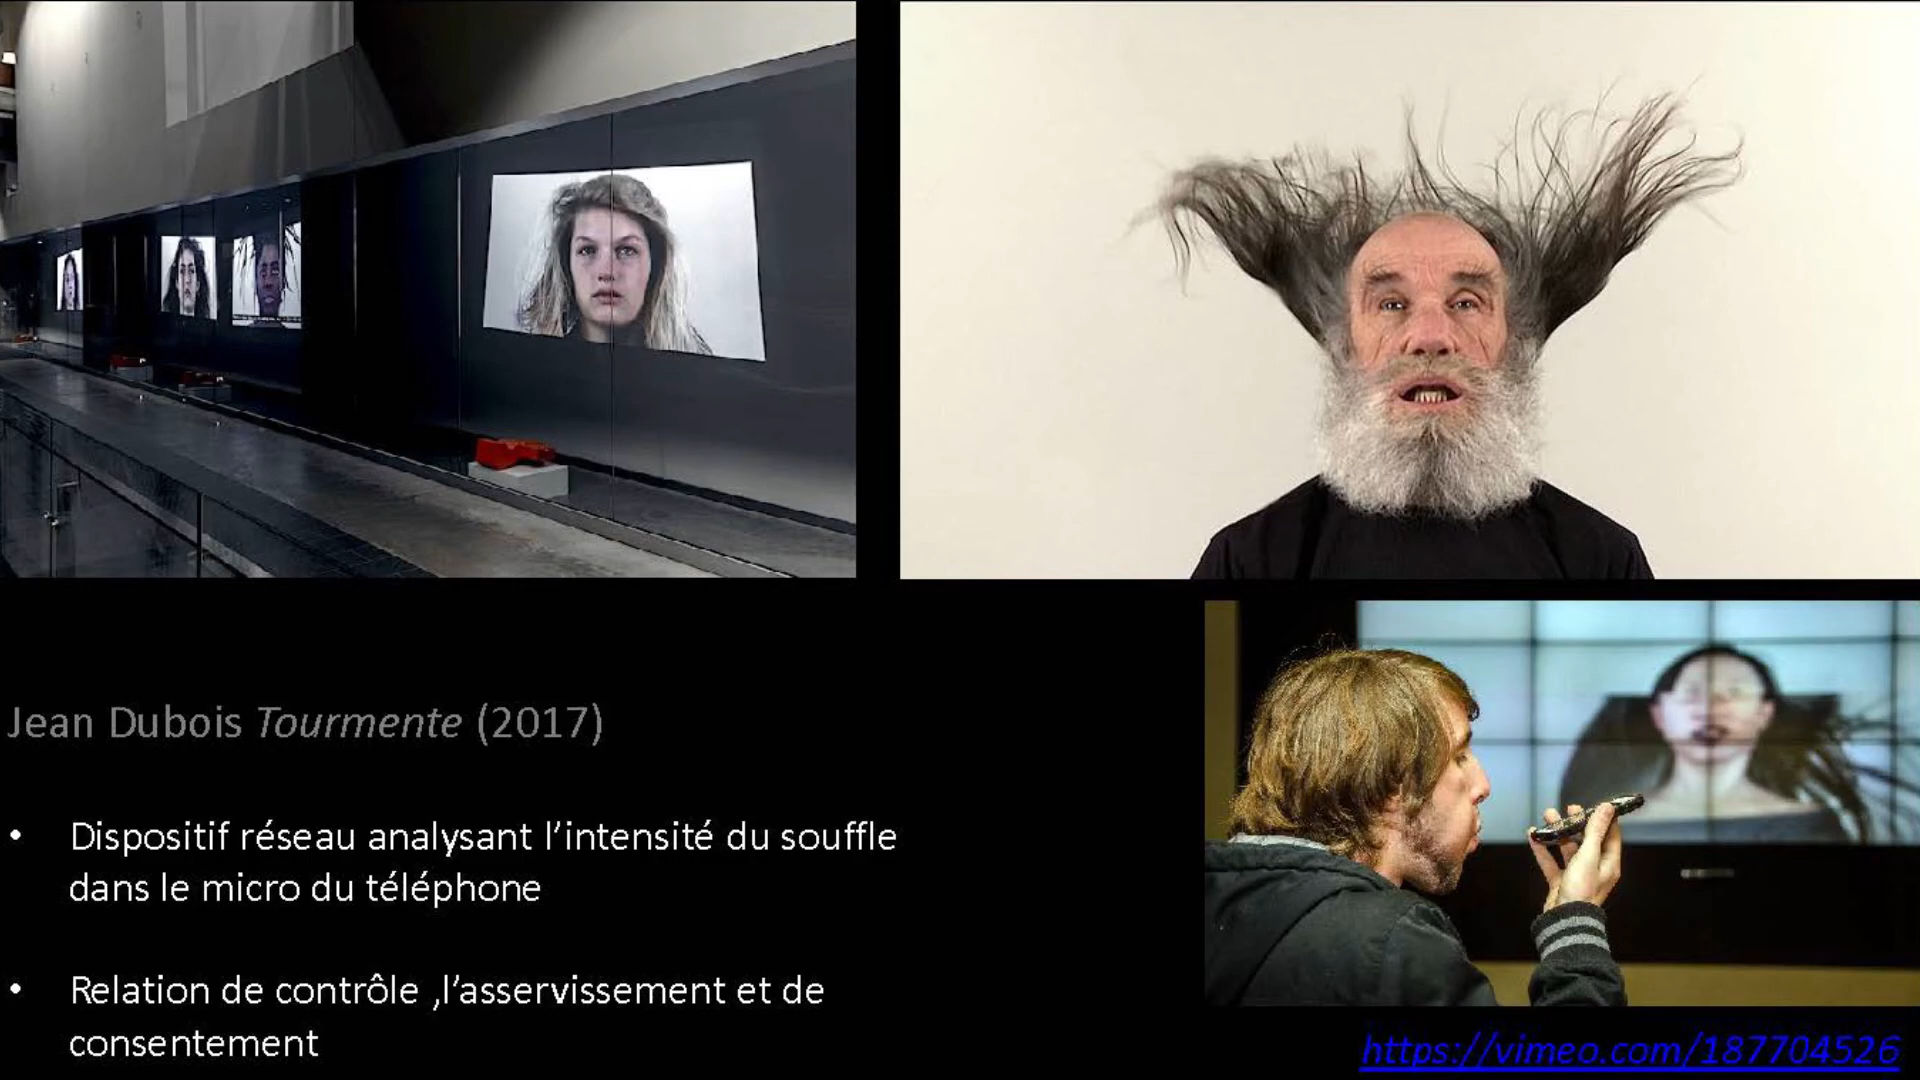 Jean Dubois Tourmente (2017)
• Dispositif réseau analysant l’intensité du souffle
dans le micro du téléphone
• Relation de contrôle ,l’asservissement et de
consentement
https://vimeo.com/187704526